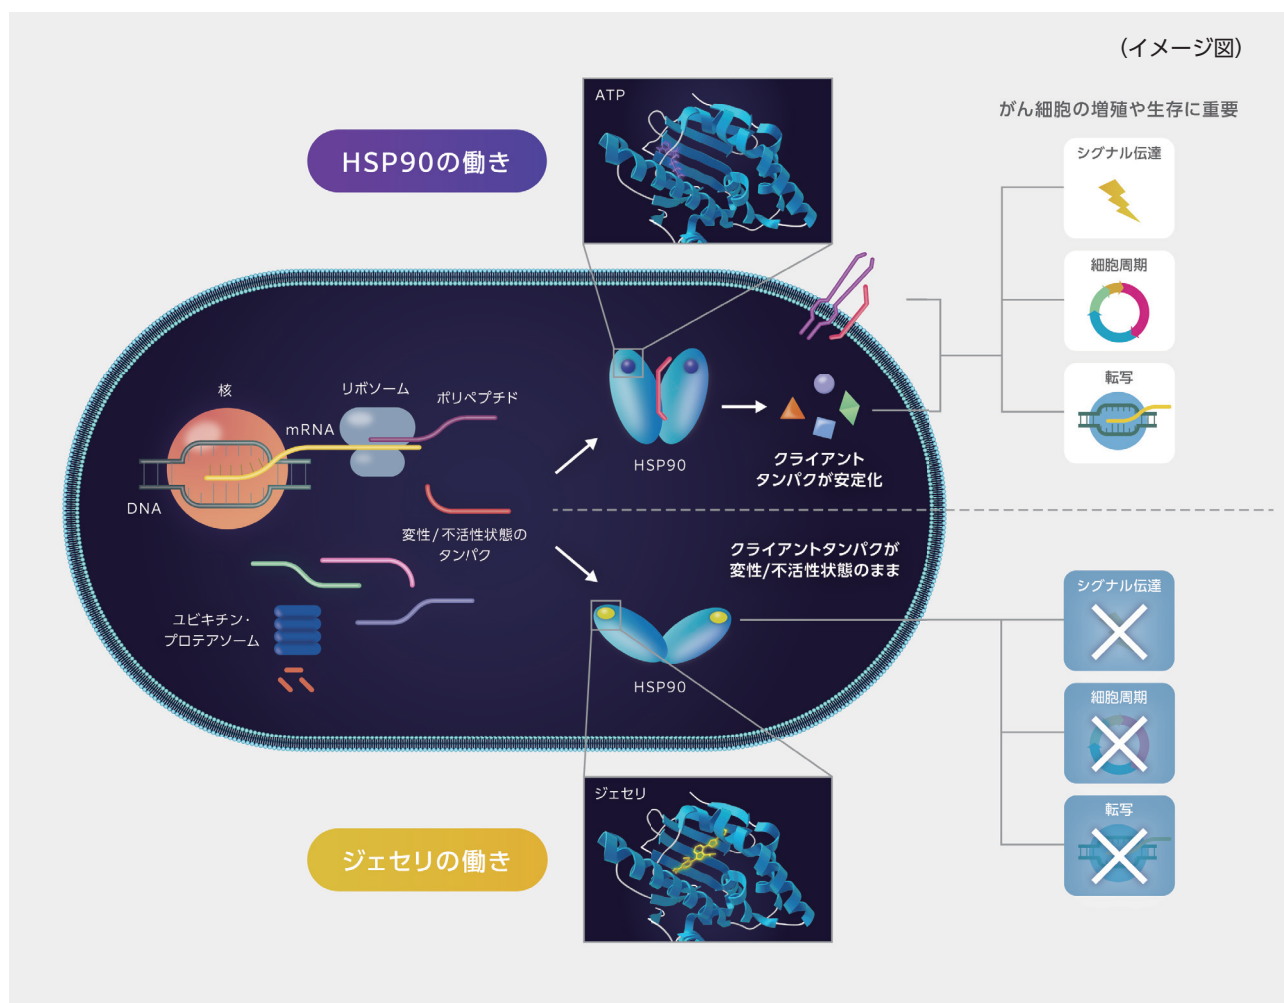 (イメージ図)
ATP
がん細胞の増殖や生存に重要
HSP90の働き
シグナル伝達
細胞周期
転写
核
リボソーム
ポリペプチド
mRNA
DNA
HSP90
クライアント
タンパクが安定化
変性/不活性状態の
タンパク
クライアントタンパクが
変性/不活性状態のまま
ユビキチン・
プロテアソーム
HSP90
シグナル伝達
細胞周期
転写
ジェセリ
ジェセリの働き